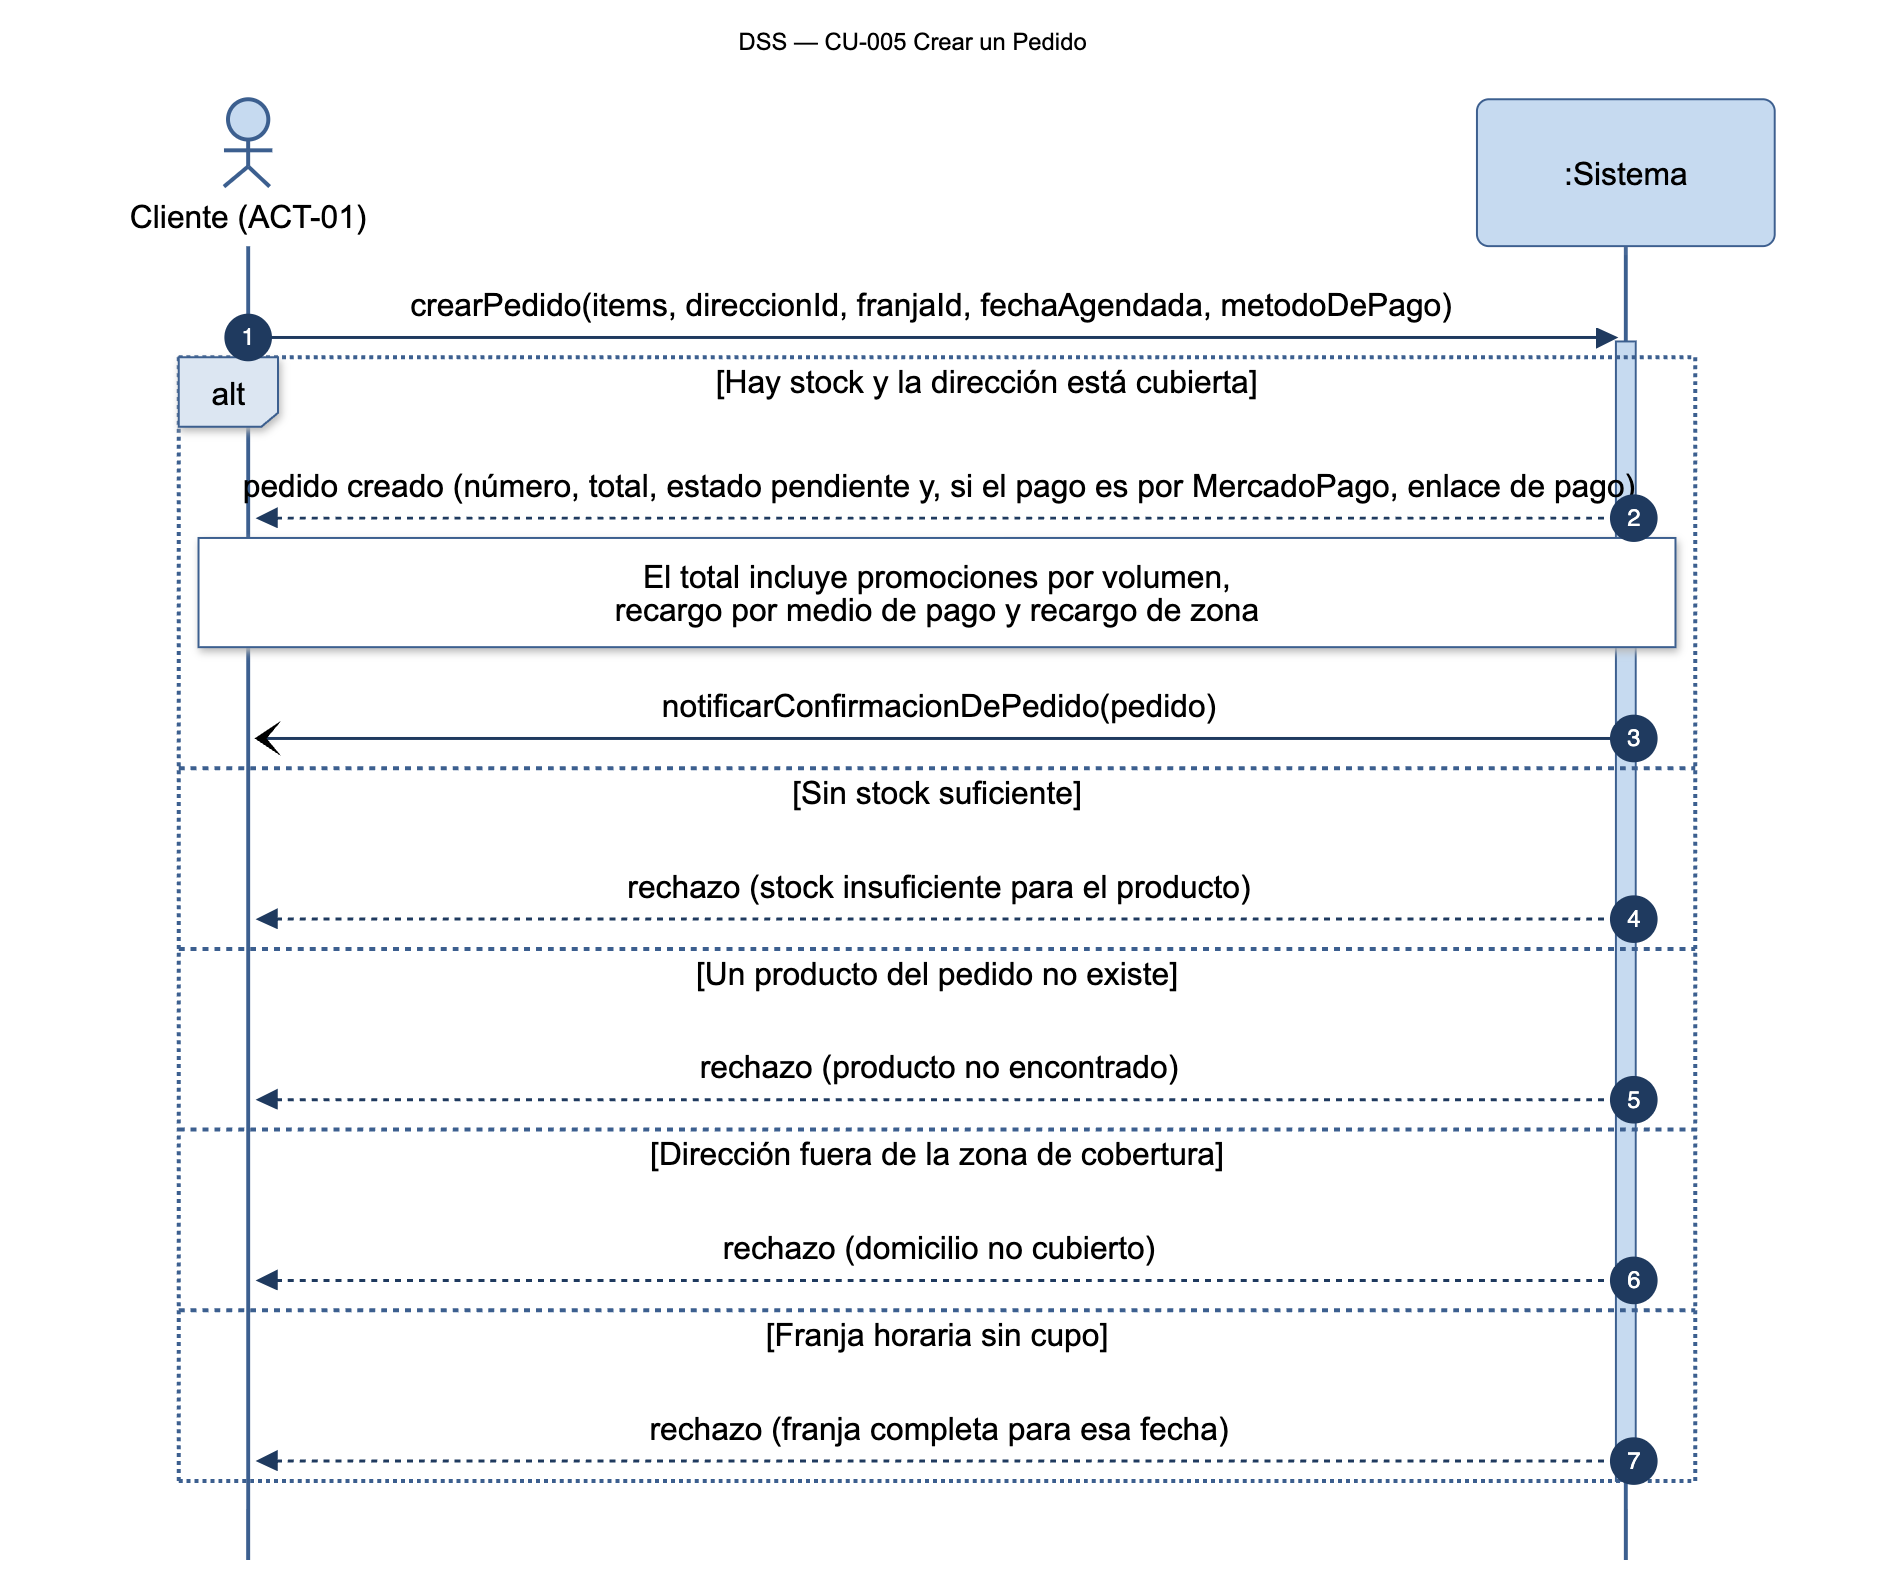 DSS — CU-005 Crear un Pedido
Cliente (ACT-01)
:Sistema
crearPedido(items, direccionId, franjaId, fechaAgendada, metodoDePago)
1
alt
[Hay stock y la dirección está cubierta]
pedido creado (número, total, estado pendiente y, si el pago es por MercadoPago, enlace de pago)
2
El total incluye promociones por volumen,
recargo por medio de pago y recargo de zona
notificarConfirmacionDePedido(pedido)
3
[Sin stock suficiente]
rechazo (stock insuficiente para el producto)
4
[Un producto del pedido no existe]
rechazo (producto no encontrado)
5
[Dirección fuera de la zona de cobertura]
rechazo (domicilio no cubierto)
6
[Franja horaria sin cupo]
rechazo (franja completa para esa fecha)
7